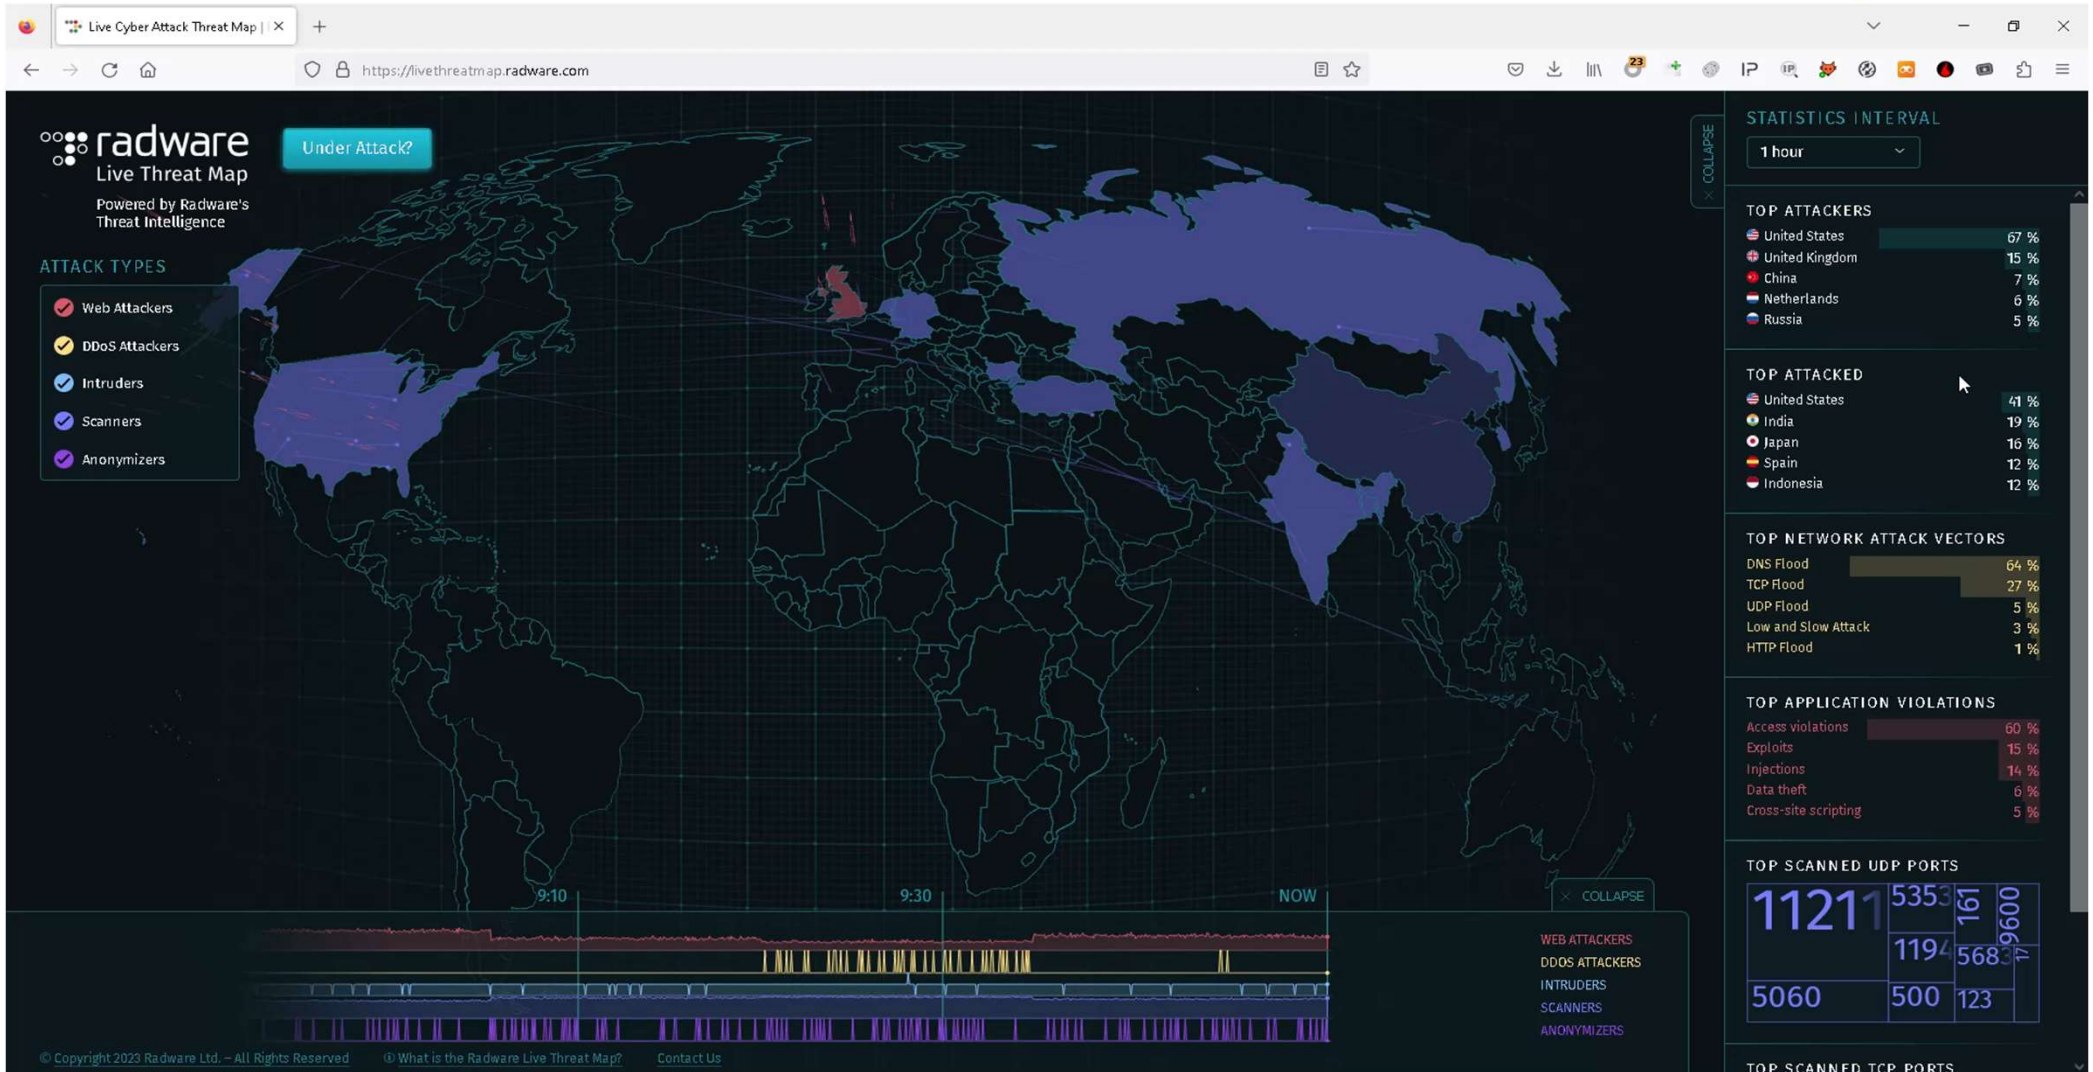 Live Cyber Attack Threat Map |
https://livethreatmap.radware.com
23
IP
IP
radware
Live Threat Map
Powered by Radware's
Threat Intelligence
Under Attack?
ATTACK TYPES
Web Attackers
DDoS Attackers
Intruders
Scanners
Anonymizers
COLLAPSE
STATISTICS INTERVAL
1 hour
TOP ATTACKERS
United States 67 %
United Kingdom 15 %
China 7 %
Netherlands 6 %
Russia 5 %
TOP ATTACKED
United States 41 %
India 19 %
Japan 16 %
Spain 12 %
Indonesia 12 %
TOP NETWORK ATTACK VECTORS
DNS Flood 64 %
TCP Flood 27 %
UDP Flood 5 %
Low and Slow Attack 3 %
HTTP Flood 1 %
TOP APPLICATION VIOLATIONS
Access violations 60 %
Exploits 15 %
Injections 14 %
Data theft 6 %
Cross-site scripting 5 %
TOP SCANNED UDP PORTS
11211
5353
161
9600
1194
5683
17
5060
500
123
TOP SCANNED TCP PORTS
9:10
9:30
NOW
COLLAPSE
WEB ATTACKERS
DDOS ATTACKERS
INTRUDERS
SCANNERS
ANONYMIZERS
© Copyright 2023 Radware Ltd. – All Rights Reserved
What is the Radware Live Threat Map?
Contact Us